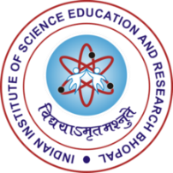 INDIAN INSTITUTE OF SCIENCE EDUCATION AND RESEARCH BHOPAL
विद्ययाऽमृतमश्नुते